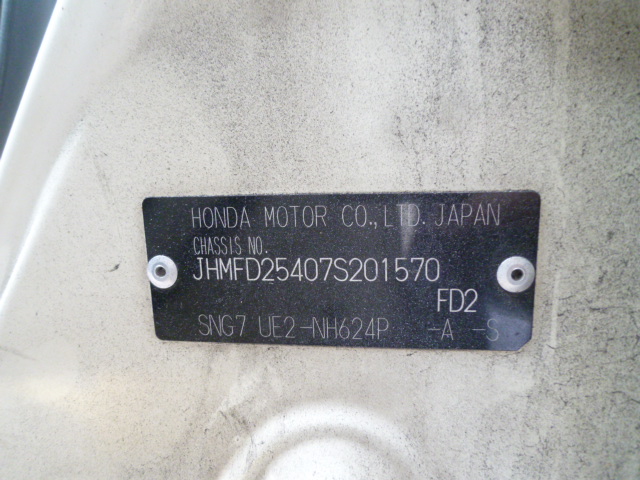 HONDA MOTOR CO., LTD. JAPAN
CHASSIS NO.
JHMFD25407S201570
FD2
SNG7 UE2-NH624P -A -S